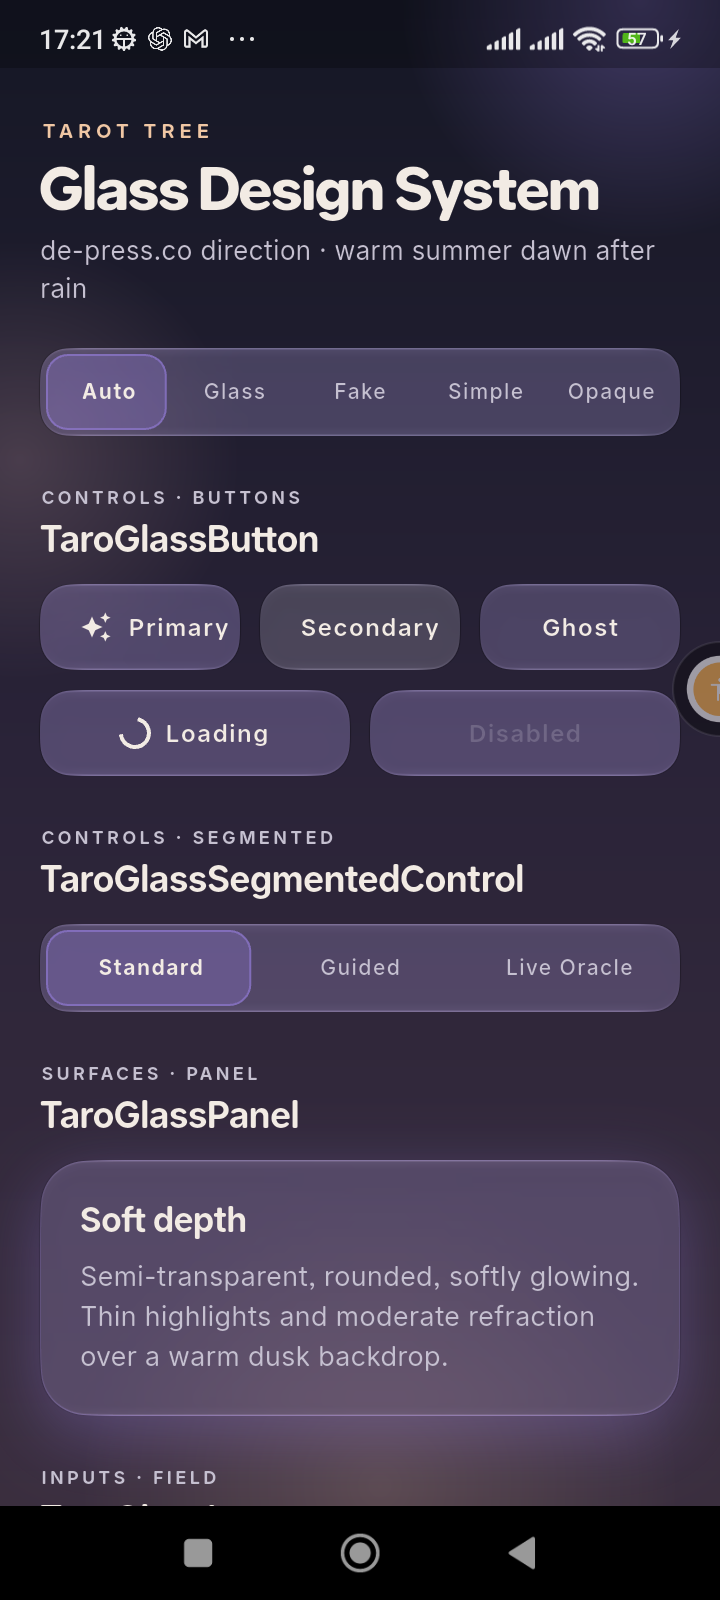 17:21
57
TAROT TREE
Glass Design System
de-press.co direction · warm summer dawn after
rain
Auto Glass Fake Simple Opaque
CONTROLS · BUTTONS
TaroGlassButton
Primary Secondary Ghost
Loading Disabled
CONTROLS · SEGMENTED
TaroGlassSegmentedControl
Standard Guided Live Oracle
SURFACES · PANEL
TaroGlassPanel
Soft depth
Semi-transparent, rounded, softly glowing.
Thin highlights and moderate refraction
over a warm dusk backdrop.
INPUTS · FIELD